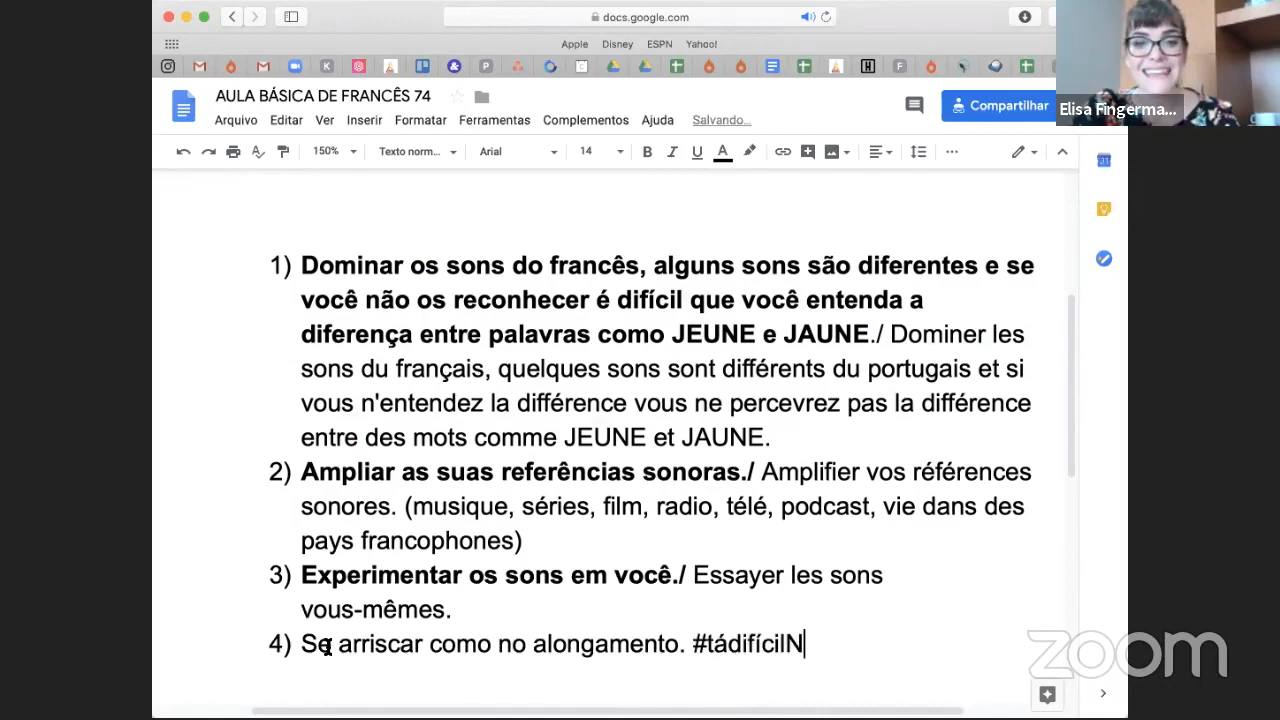 docs.google.com
Apple Disney ESPN Yahoo!
AULA BÁSICA DE FRANCÊS 74
Compartilhar
Elisa Fingerma...
Arquivo Editar Ver Inserir Formatar Ferramentas Complementos Ajuda Salvando...
150% Texto norm... Arial 14 B I U A
1) Dominar os sons do francês, alguns sons são diferentes e se
você não os reconhecer é difícil que você entenda a
diferença entre palavras como JEUNE e JAUNE./ Dominer les
sons du français, quelques sons sont différents du portugais et si
vous n'entendez la différence vous ne percevrez pas la différence
entre des mots comme JEUNE et JAUNE.
2) Ampliar as suas referências sonoras./ Amplifier vos références
sonores. (musique, séries, film, radio, télé, podcast, vie dans des
pays francophones)
3) Experimentar os sons em você./ Essayer les sons
vous-mêmes.
4) Se arriscar como no alongamento. #tádifícilN
zoom